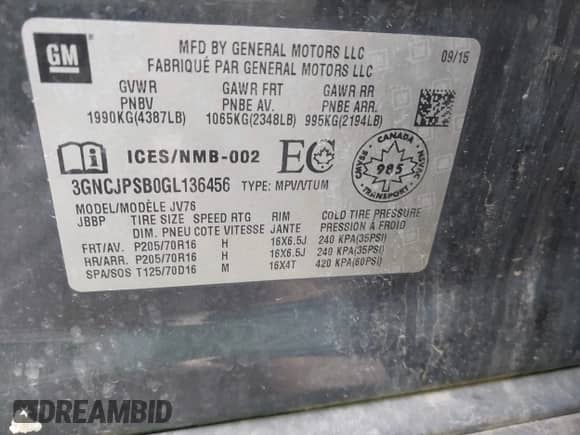 GM
MFD BY GENERAL MOTORS LLC
FABRIQUÉ PAR GENERAL MOTORS LLC
09/15
GVWR GAWR FRT GAWR RR
PNBV PNBE AV. PNBE ARR.
1990KG(4387LB) 1065KG(2348LB) 995KG(2194LB)
ICES/NMB-002 EC
CANADA
985
TRANSPORT
3GNCJPSB0GL136456 TYPE: MPV/VTUM
MODEL/MODÈLE JV76
JBBP TIRE SIZE SPEED RTG RIM COLD TIRE PRESSURE
DIM. PNEU COTE VITESSE JANTE PRESSION A FROID
FRT/AV. P205/70R16 H 16X6.5J 240 KPA(35PSI)
RR/ARR. P205/70R16 H 16X6.5J 240 KPA(35PSI)
SPA/SOS T125/70D16 M 16X4T 420 KPA(60PSI)
DREAMBID